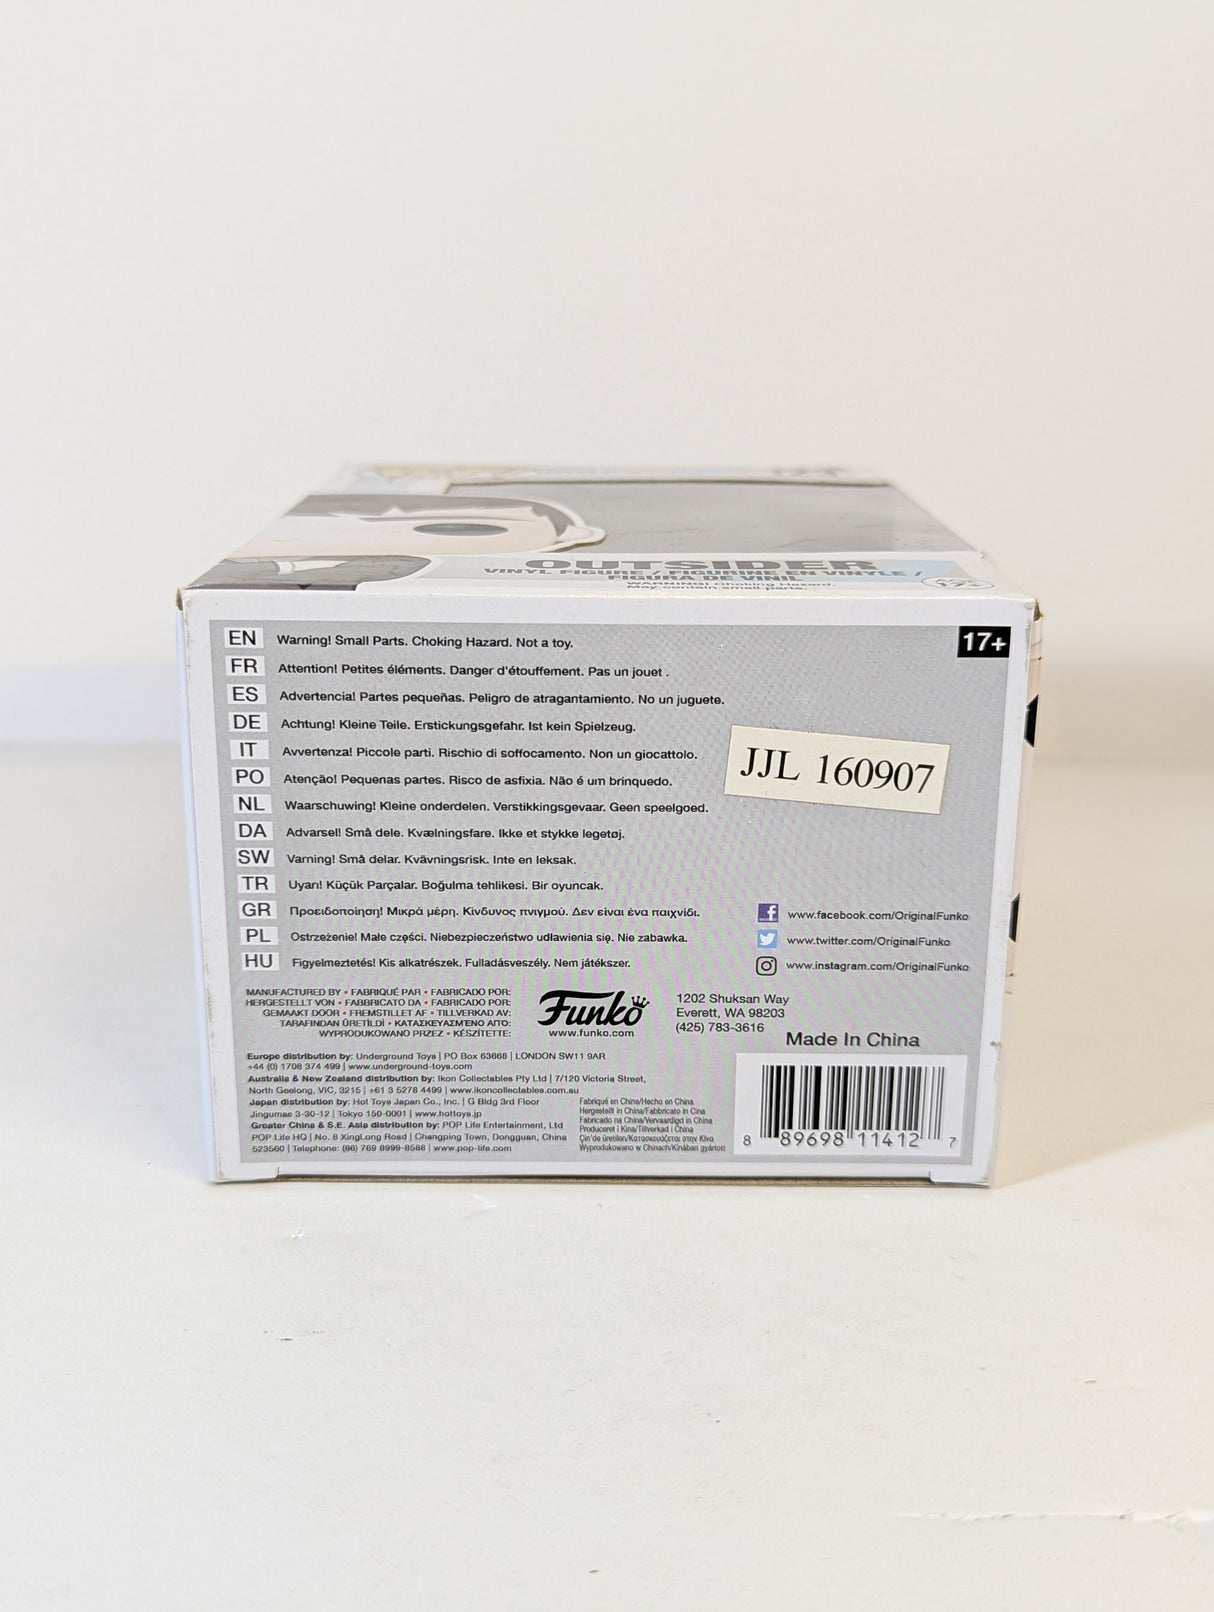 OUTSIDER
VINYL FIGURE / FIGURINE EN VINYLE /
FIGURA DE VINIL
WARNING! Choking Hazard.
May contain small parts.
17+
EN Warning! Small Parts. Choking Hazard. Not a toy.
FR Attention! Petites éléments. Danger d'étouffement. Pas un jouet .
ES Advertencia! Partes pequeñas. Peligro de atragantamiento. No un juguete.
DE Achtung! Kleine Teile. Erstickungsgefahr. Ist kein Spielzeug.
IT Avvertenza! Piccole parti. Rischio di soffocamento. Non un giocattolo.
PO Atenção! Pequenas partes. Risco de asfixia. Não é um brinquedo.
NL Waarschuwing! Kleine onderdelen. Verstikkingsgevaar. Geen speelgoed.
DA Advarsel! Små dele. Kvælningsfare. Ikke et stykke legetøj.
SW Varning! Små delar. Kvävningsrisk. Inte en leksak.
TR Uyarı! Küçük Parçalar. Boğulma tehlikesi. Bir oyuncak.
GR Προειδοποίηση! Μικρά μέρη. Κίνδυνος πνιγμού. Δεν είναι ένα παιχνίδι.
PL Ostrzeżenie! Małe części. Niebezpieczeństwo udławienia się. Nie zabawka.
HU Figyelmeztetés! Kis alkatrészek. Fulladásveszély. Nem játékszer.
JJL 160907
www.facebook.com/OriginalFunko
www.twitter.com/OriginalFunko
www.instagram.com/OriginalFunko
MANUFACTURED BY • FABRIQUÉ PAR • FABRICADO POR:
HERGESTELLT VON • FABBRICATO DA • FABRICADO POR:
GEMAAKT DOOR • FREMSTILLET AF • TILLVERKAD AV:
TARAFINDAN ÜRETİLDİ • ΚΑΤΑΣΚΕΥΑΣΜΈΝΟ ΑΠΌ:
WYPRODUKOWANO PRZEZ • KÉSZÍTETTE:
Funko
www.funko.com
1202 Shuksan Way
Everett, WA 98203
(425) 783-3616
Made In China
Europe distribution by: Underground Toys | PO Box 63668 | LONDON SW11 9AR
+44 (0) 1708 374 499 | www.underground-toys.com
Australia & New Zealand distribution by: Ikon Collectables Pty Ltd | 7/120 Victoria Street,
North Geelong, VIC, 3215 | +61 3 5278 4499 | www.ikoncollectables.com.au
Japan distribution by: Hot Toys Japan Co., Inc. | G Bldg 3rd Floor
Jingumae 3-30-12 | Tokyo 150-0001 | www.hottoys.jp
Greater China & S.E. Asia distribution by: POP Life Entertainment, Ltd
POP Life HQ | No. 8 XingLong Road | Changping Town, Dongguan, China
523560 | Telephone: (86) 769 8999-8588 | www.pop-life.com
Fabriqué en Chine/Hecho en China
Hergestellt in China/Fabbricato in Cina
Fabricado na China/Vervaardigd in China
Produceret i Kina/Tillverkad i China
Çin'de üretilen/Κατασκευάζεται στην Κίνα
Wyprodukowano w Chinach/Kínában gyártott
8 89698 11412 7